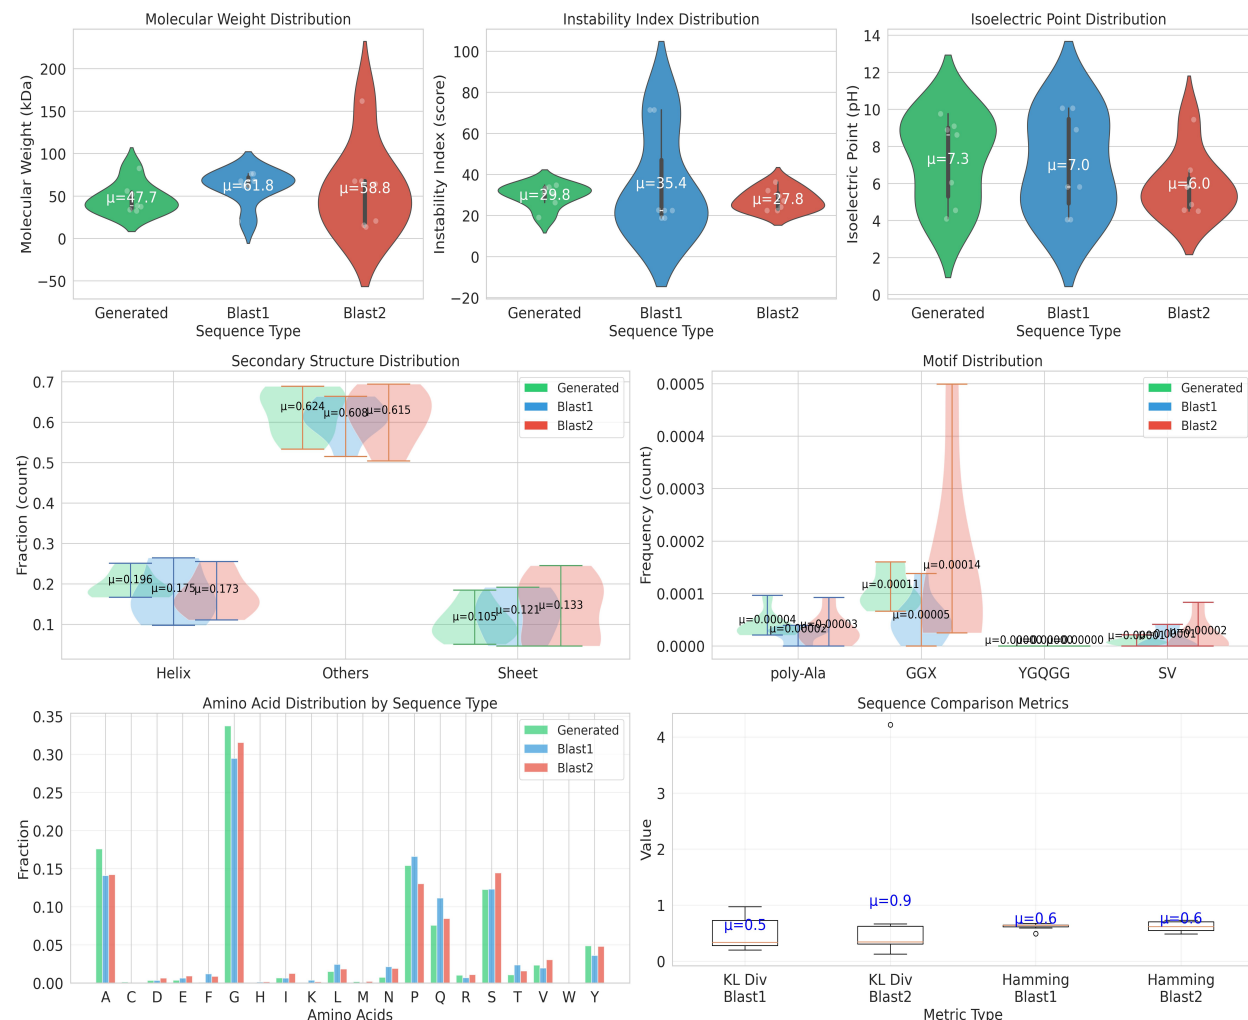 Molecular Weight Distribution
Molecular Weight (kDa)
200
150
100
50
0
−50
μ=47.7
μ=61.8
μ=58.8
Generated
Blast1
Blast2
Sequence Type
Instability Index Distribution
Instability Index (score)
100
80
60
40
20
0
−20
μ=29.8
μ=35.4
μ=27.8
Generated
Blast1
Blast2
Sequence Type
Isoelectric Point Distribution
Isoelectric Point (pH)
14
12
10
8
6
4
2
0
μ=7.3
μ=7.0
μ=6.0
Generated
Blast1
Blast2
Sequence Type
Secondary Structure Distribution
Fraction (count)
0.7
0.6
0.5
0.4
0.3
0.2
0.1
Generated
Blast1
Blast2
μ=0.624
μ=0.608
μ=0.615
μ=0.196
μ=0.175
μ=0.173
μ=0.105
μ=0.121
μ=0.133
Helix
Others
Sheet
Motif Distribution
Frequency (count)
0.0005
0.0004
0.0003
0.0002
0.0001
0.0000
Generated
Blast1
Blast2
μ=0.00004
μ=0.00002
μ=0.00003
μ=0.00011
μ=0.00005
μ=0.00014
μ=0.00000
μ=0.00000
μ=0.00000
μ=0.00001
μ=0.00001
μ=0.00002
poly-Ala
GGX
YGQGG
SV
Amino Acid Distribution by Sequence Type
Fraction
0.35
0.30
0.25
0.20
0.15
0.10
0.05
0.00
Generated
Blast1
Blast2
A C D E F G H I K L M N P Q R S T V W Y
Amino Acids
Sequence Comparison Metrics
Value
4
3
2
1
0
μ=0.5
μ=0.9
μ=0.6
μ=0.6
KL Div
Blast1
KL Div
Blast2
Hamming
Blast1
Hamming
Blast2
Metric Type